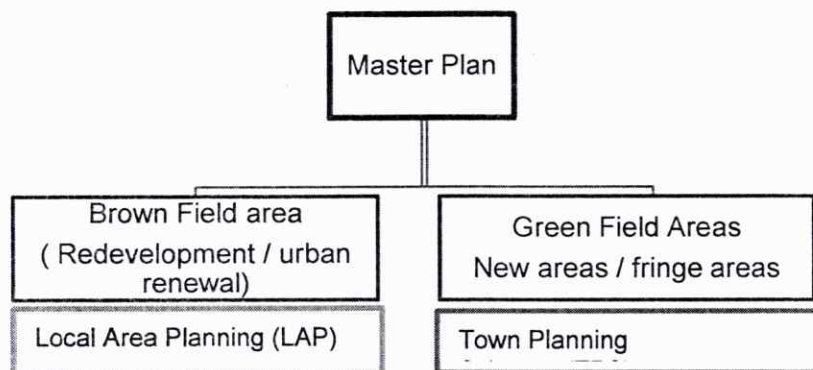 Master Plan
Brown Field area
( Redevelopment / urban
renewal)
Green Field Areas
New areas / fringe areas
Local Area Planning (LAP)
Town Planning